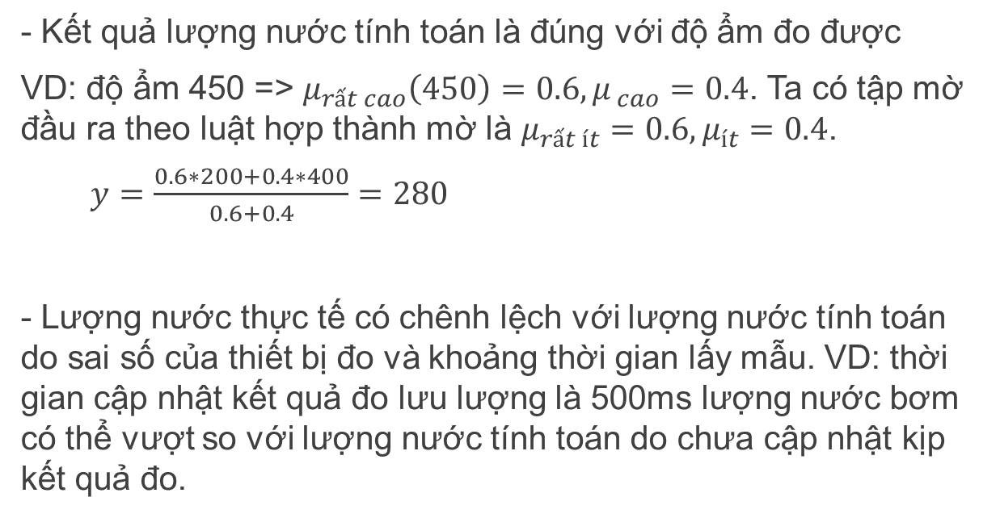 - Kết quả lượng nước tính toán là đúng với độ ẩm đo được
VD: độ ẩm 450 => μ_{rất cao}(450) = 0.6, μ_{cao} = 0.4. Ta có tập mờ
đầu ra theo luật hợp thành mờ là μ_{rất ít} = 0.6, μ_{ít} = 0.4.
y = \frac{0.6*200+0.4*400}{0.6+0.4} = 280
- Lượng nước thực tế có chênh lệch với lượng nước tính toán
do sai số của thiết bị đo và khoảng thời gian lấy mẫu. VD: thời
gian cập nhật kết quả đo lưu lượng là 500ms lượng nước bơm
có thể vượt so với lượng nước tính toán do chưa cập nhật kịp
kết quả đo.